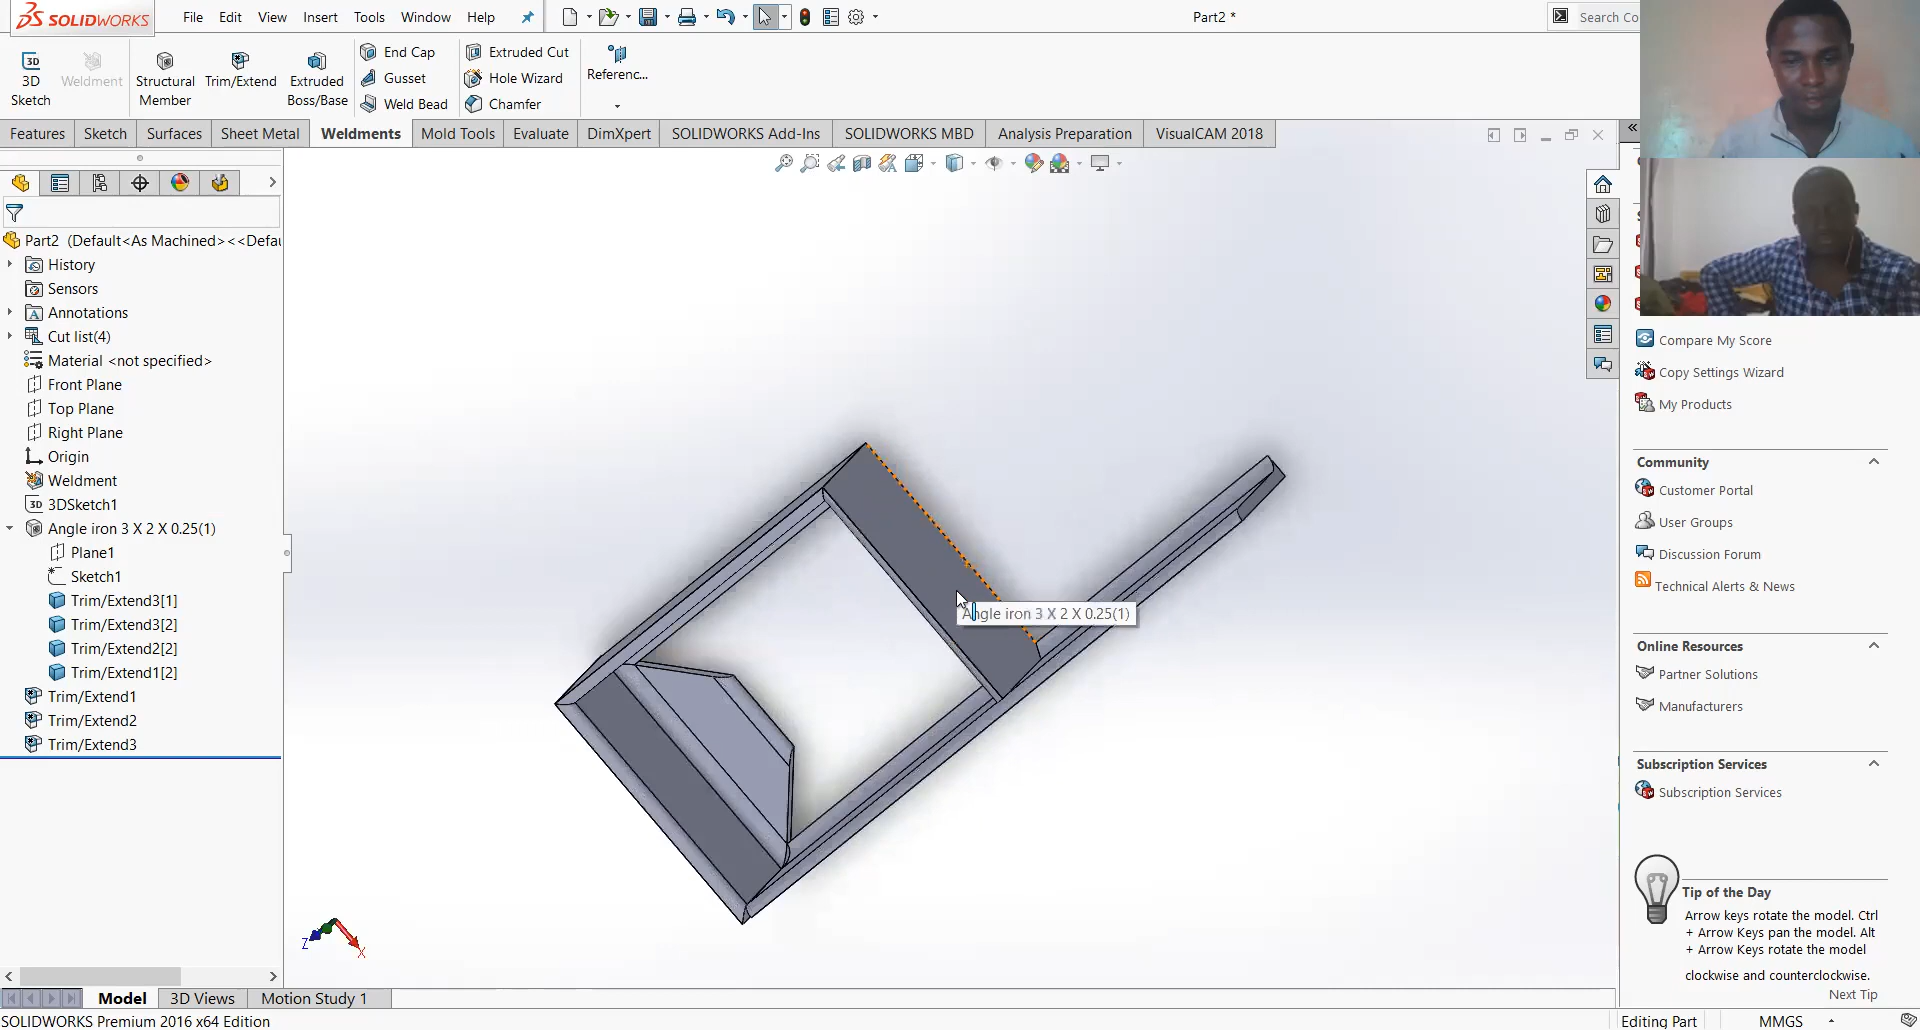 SOLIDWORKS File Edit View Insert Tools Window Help Part2 * Search Co
3D Sketch
Weldment
Structural Member
Trim/Extend
Extruded Boss/Base
End Cap
Gusset
Weld Bead
Extruded Cut
Hole Wizard
Chamfer
Referenc...
Features Sketch Surfaces Sheet Metal Weldments Mold Tools Evaluate DimXpert SOLIDWORKS Add-Ins SOLIDWORKS MBD Analysis Preparation VisualCAM 2018
Part2 (Default<As Machined><<Defau
History
Sensors
Annotations
Cut list(4)
Material <not specified>
Front Plane
Top Plane
Right Plane
Origin
Weldment
3DSketch1
Angle iron 3 X 2 X 0.25(1)
Plane1
Sketch1
Trim/Extend3[1]
Trim/Extend3[2]
Trim/Extend2[2]
Trim/Extend1[2]
Trim/Extend1
Trim/Extend2
Trim/Extend3
Angle iron 3 X 2 X 0.25(1)
Z
X
Compare My Score
Copy Settings Wizard
My Products
Community
Customer Portal
User Groups
Discussion Forum
Technical Alerts & News
Online Resources
Partner Solutions
Manufacturers
Subscription Services
Subscription Services
Tip of the Day
Arrow keys rotate the model. Ctrl
+ Arrow Keys pan the model. Alt
+ Arrow Keys rotate the model
clockwise and counterclockwise.
Next Tip
Model 3D Views Motion Study 1
SOLIDWORKS Premium 2016 x64 Edition Editing Part MMGS